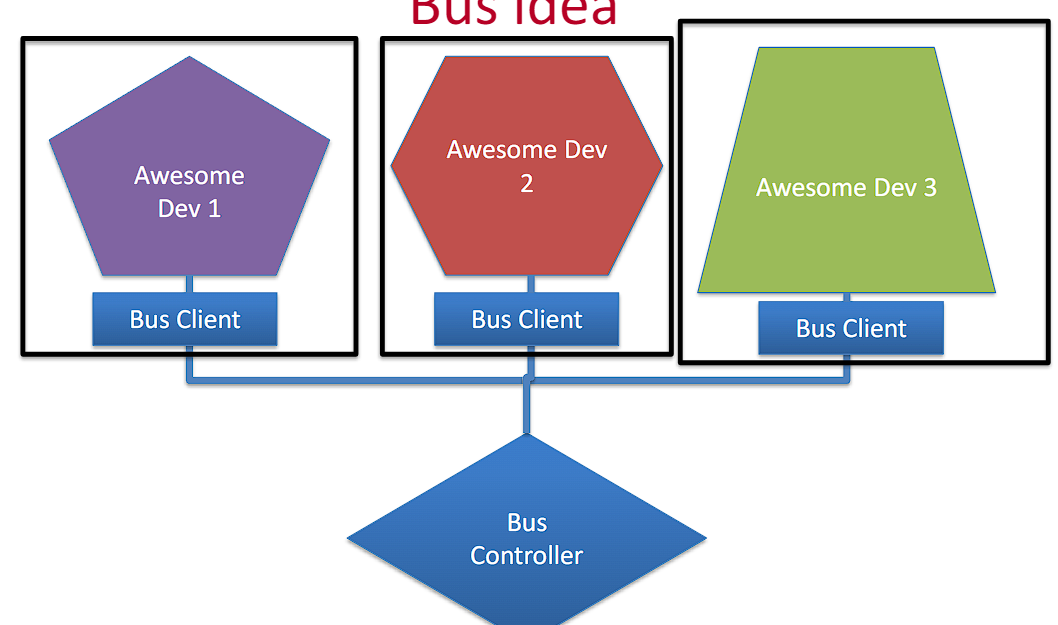 Bus Idea
Awesome
Dev 1
Awesome Dev
2
Awesome Dev 3
Bus Client
Bus Client
Bus Client
Bus
Controller